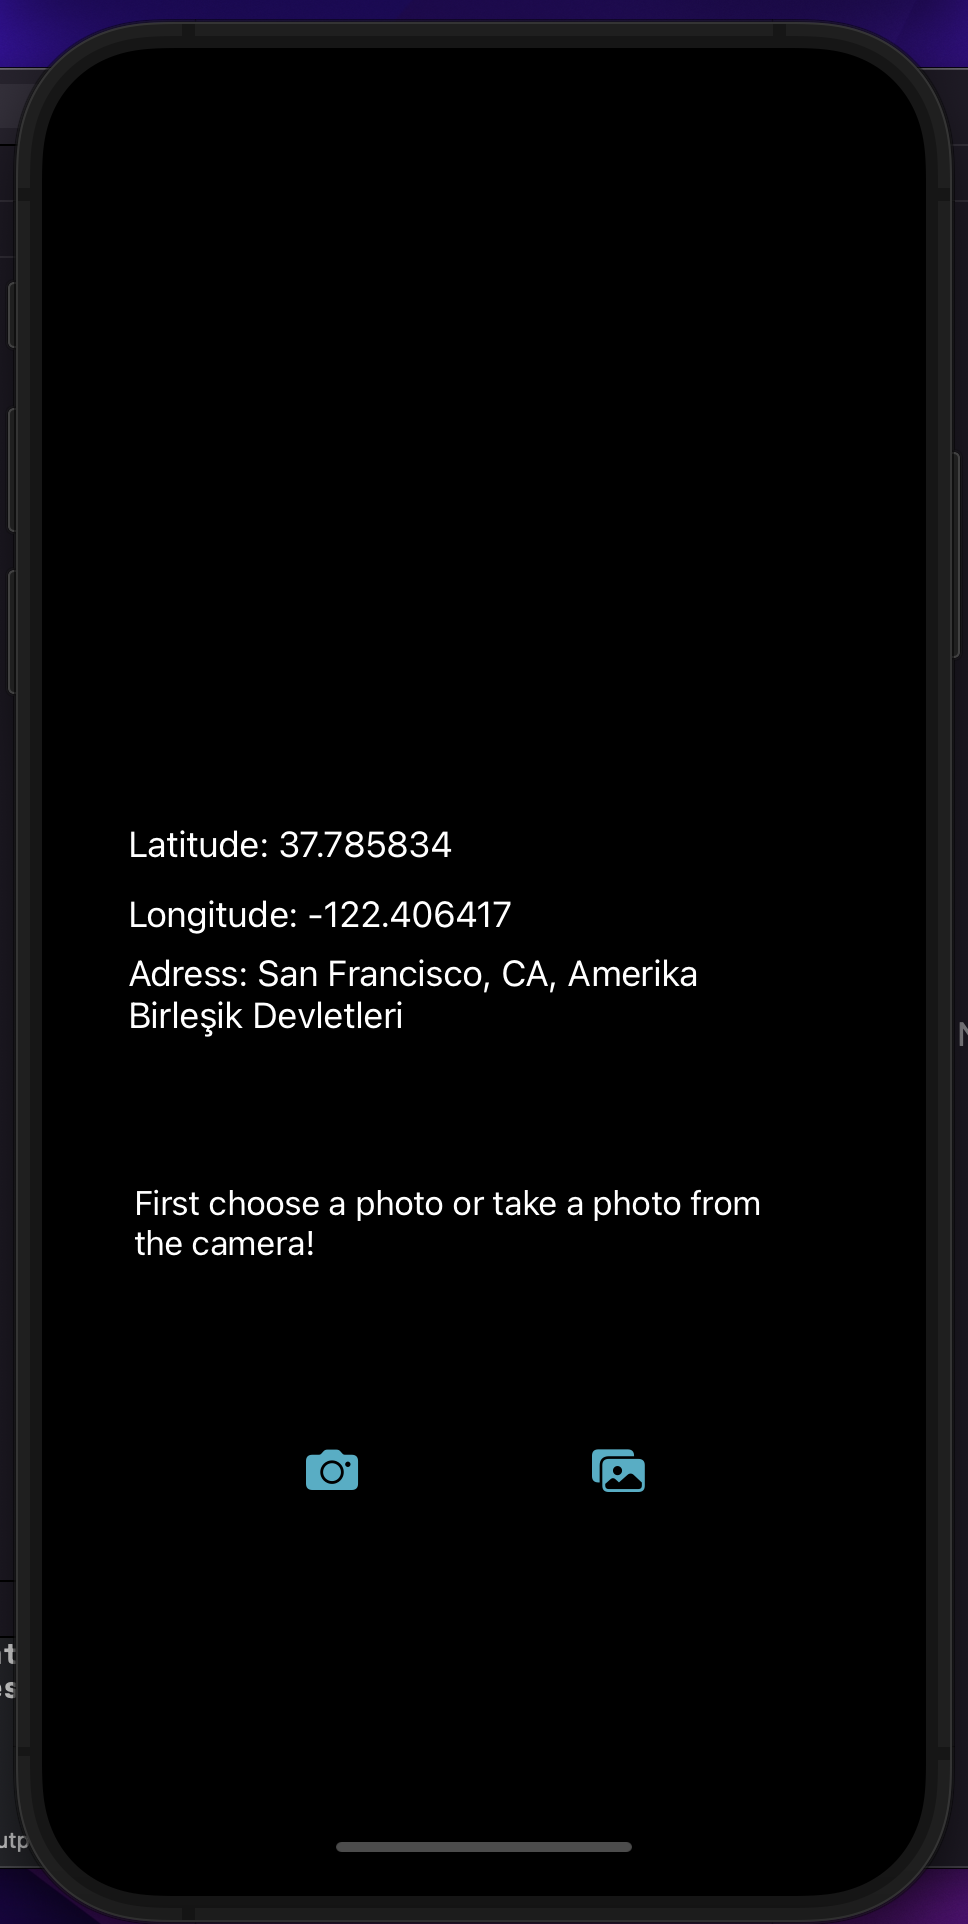 Latitude: 37.785834
Longitude: -122.406417
Adress: San Francisco, CA, Amerika
Birleşik Devletleri
First choose a photo or take a photo from
the camera!